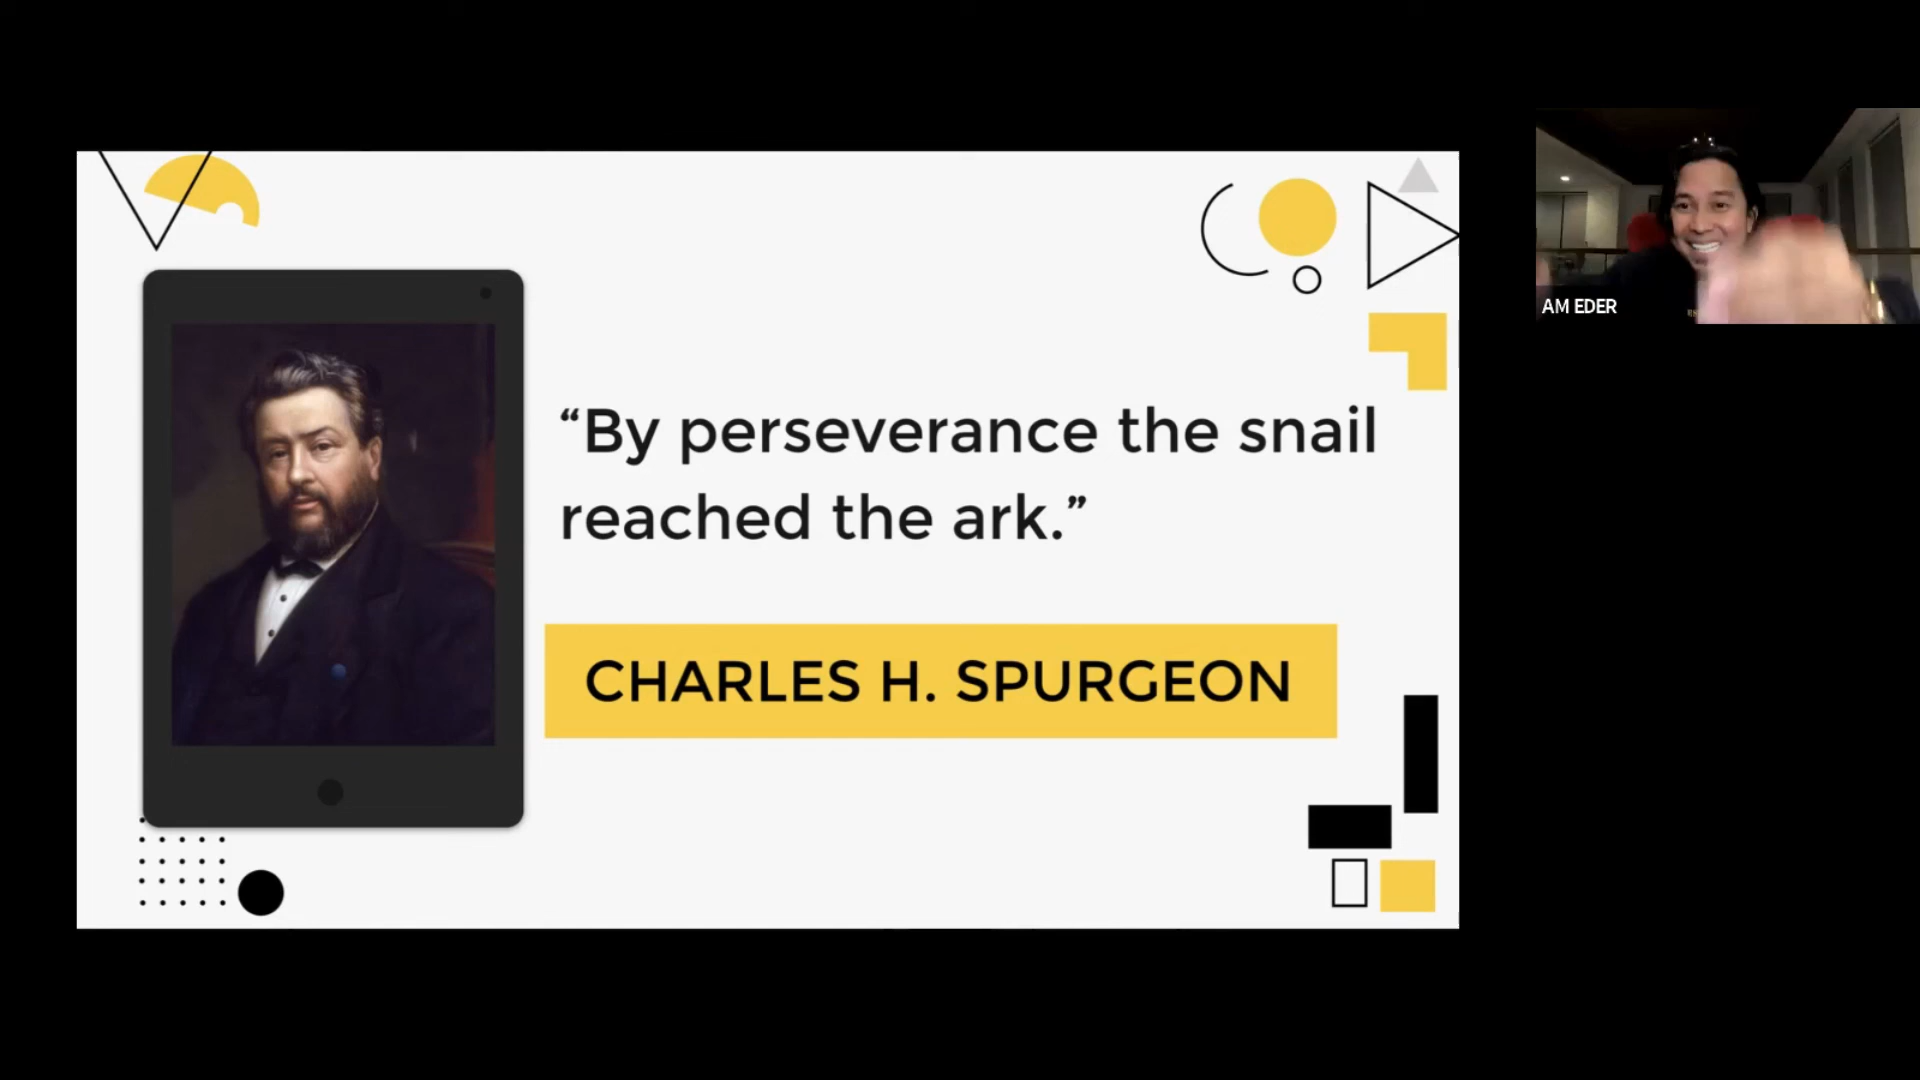 “By perseverance the snail
reached the ark.”
CHARLES H. SPURGEON
AM EDER